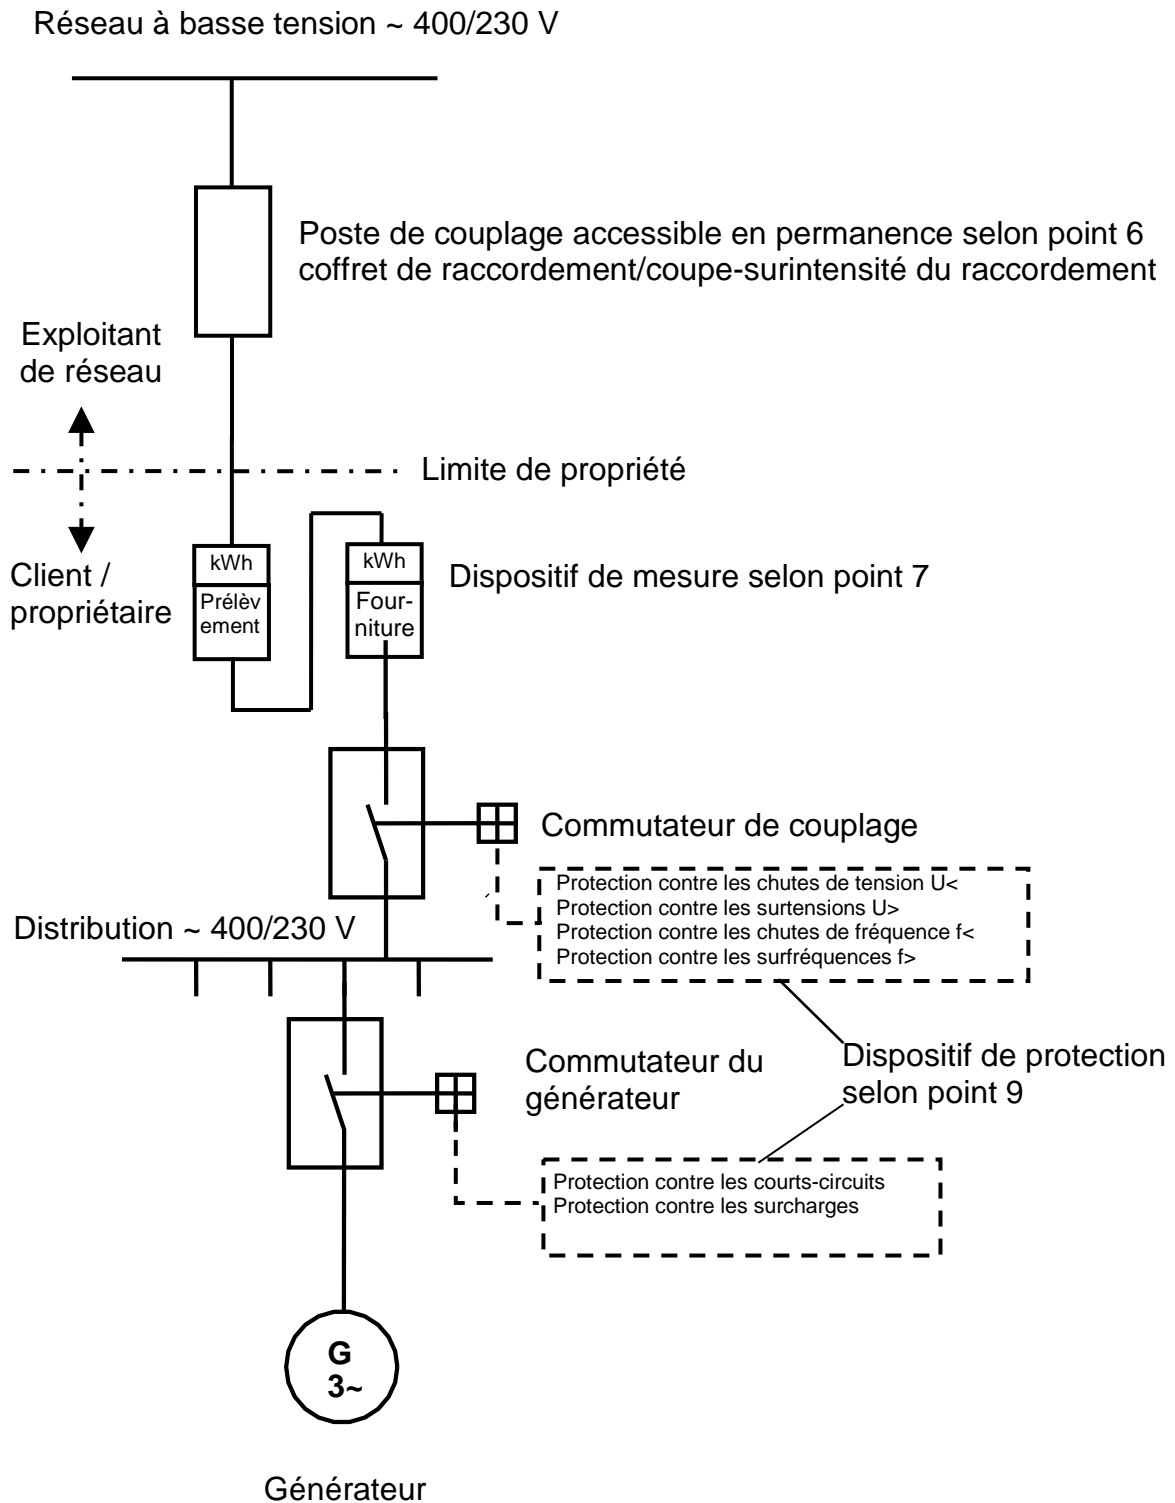 Réseau à basse tension ~ 400/230 V
Poste de couplage accessible en permanence selon point 6
coffret de raccordement/coupe-surintensité du raccordement
Exploitant
de réseau
Limite de propriété
Client /
propriétaire
kWh
Prélèv
ement
kWh
Four-
niture
Dispositif de mesure selon point 7
Commutateur de couplage
Protection contre les chutes de tension U<
Protection contre les surtensions U>
Protection contre les chutes de fréquence f<
Protection contre les surfréquences f>
Distribution ~ 400/230 V
Commutateur du
générateur
Dispositif de protection
selon point 9
Protection contre les courts-circuits
Protection contre les surcharges
G
3~
Générateur